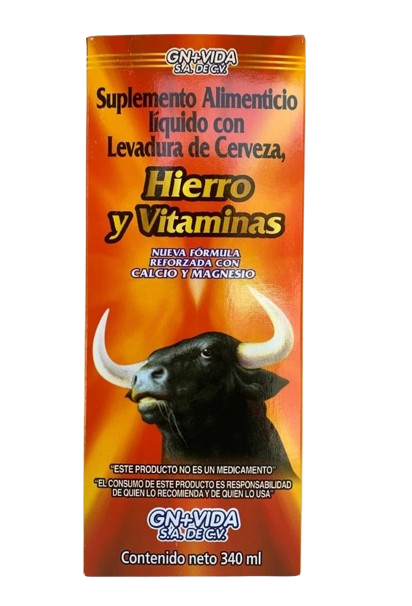 GN+VIDA
S.A. DE C.V.
Suplemento Alimenticio
líquido con
Levadura de Cerveza,
Hierro
y Vitaminas
NUEVA FÓRMULA
REFORZADA CON
CALCIO Y MAGNESIO
"ESTE PRODUCTO NO ES UN MEDICAMENTO"
"EL CONSUMO DE ESTE PRODUCTO ES RESPONSABILIDAD
DE QUIEN LO RECOMIENDA Y DE QUIEN LO USA"
GN+VIDA
S.A. DE C.V.
Contenido neto 340 ml